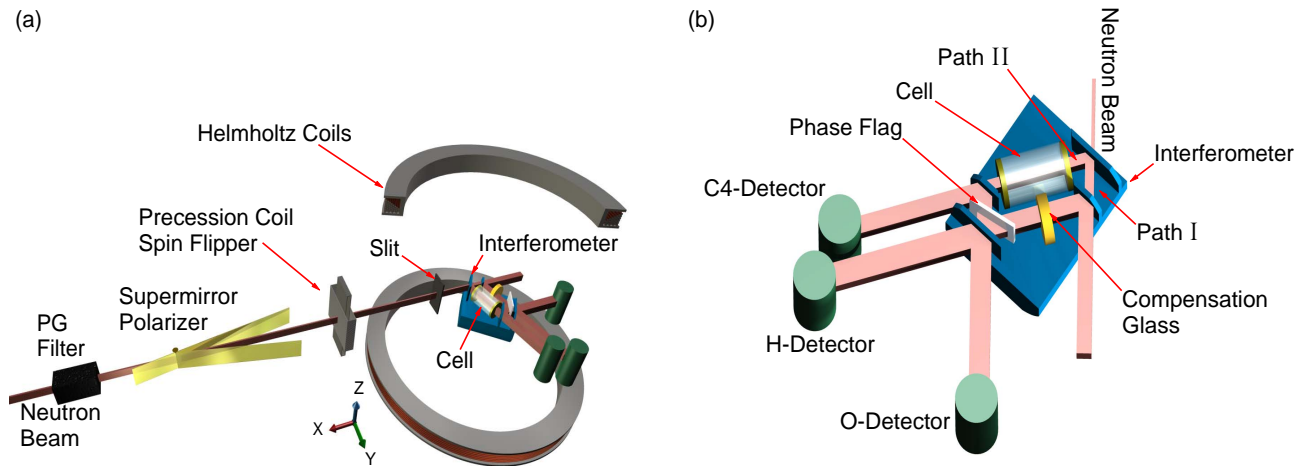 (a)
Helmholtz Coils
Precession Coil
Spin Flipper
Slit
Interferometer
Supermirror
Polarizer
PG
Filter
Cell
Neutron
Beam
Z
X
Y
(b)
Neutron Beam
Path II
Cell
Phase Flag
Interferometer
C4-Detector
Path I
Compensation
Glass
H-Detector
O-Detector